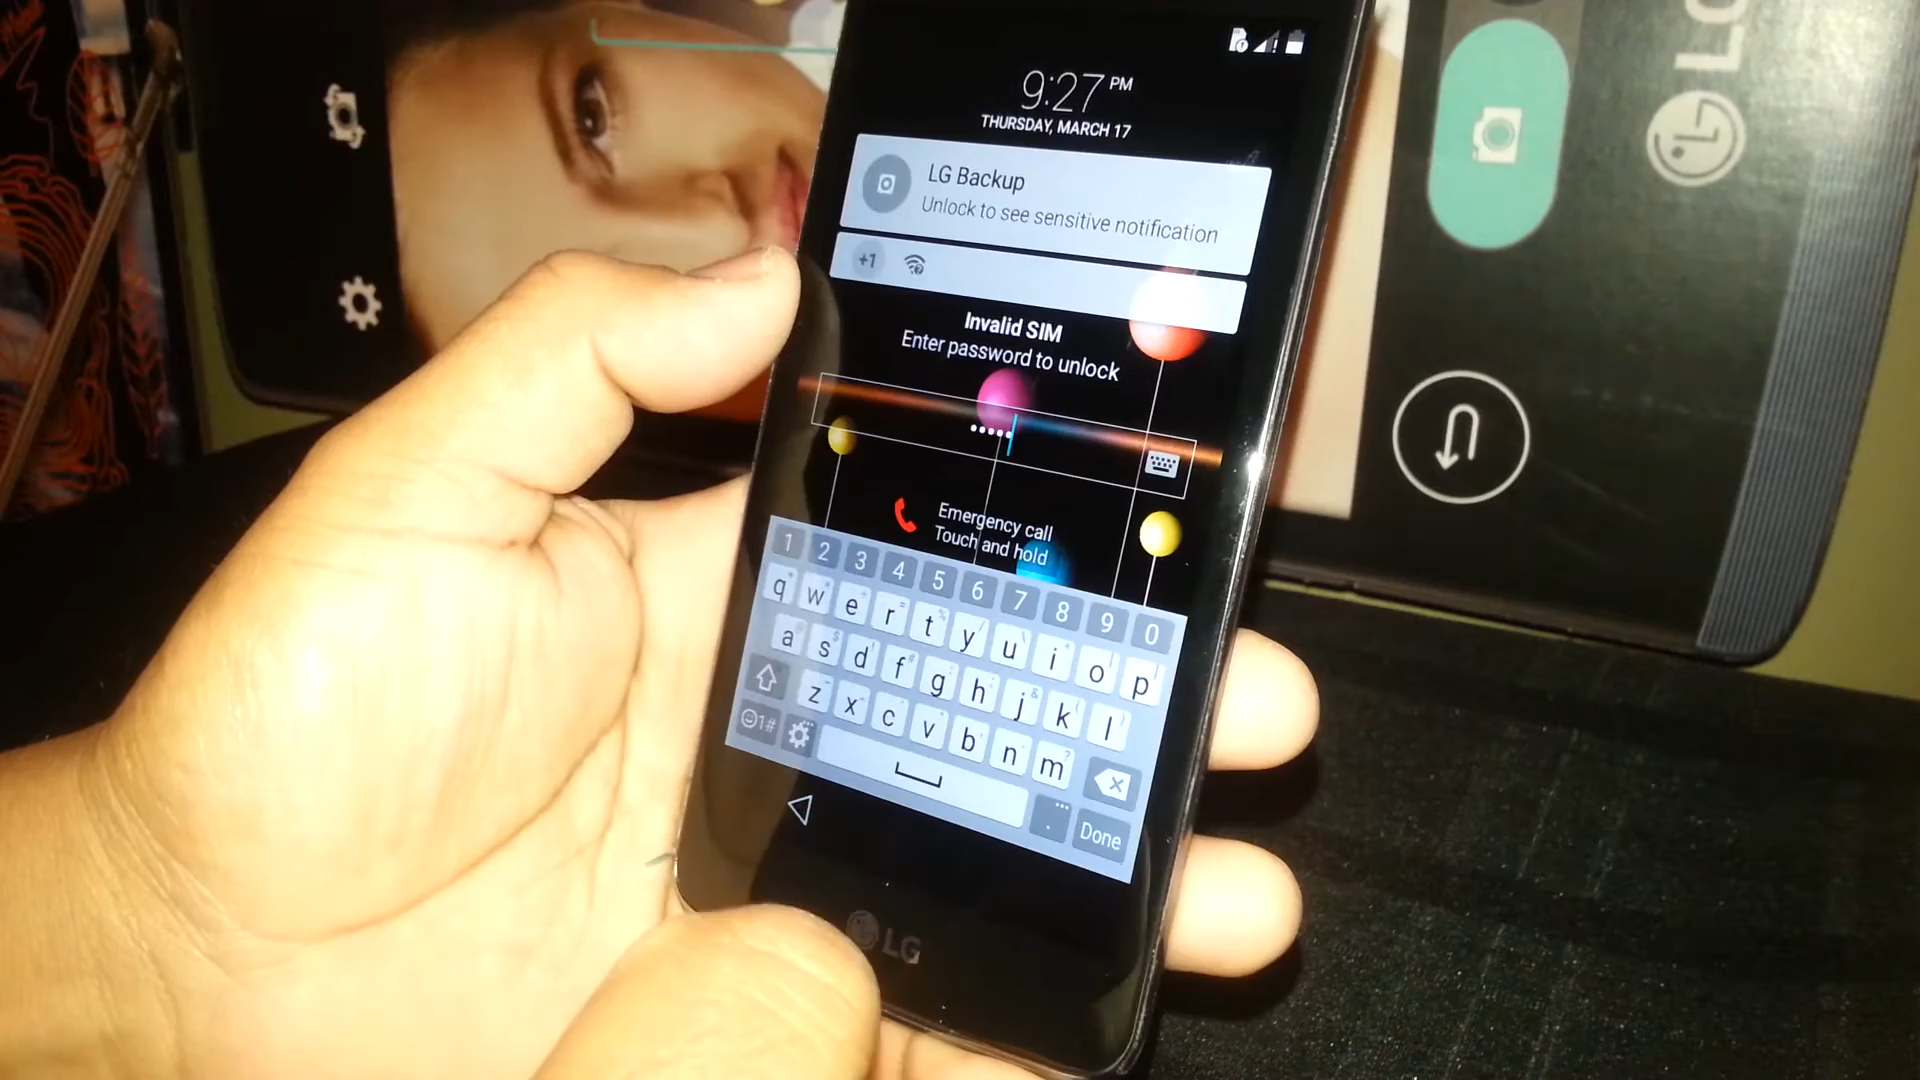 9:27 PM
THURSDAY, MARCH 17
LG Backup
Unlock to see sensitive notification
+1
Invalid SIM
Enter password to unlock
Emergency call
Touch and hold
1 2 3 4 5 6 7 8 9 0
q w e r t y u i o p
a s d f g h j k l
z x c v b n m
1#
. Done
LG
LG